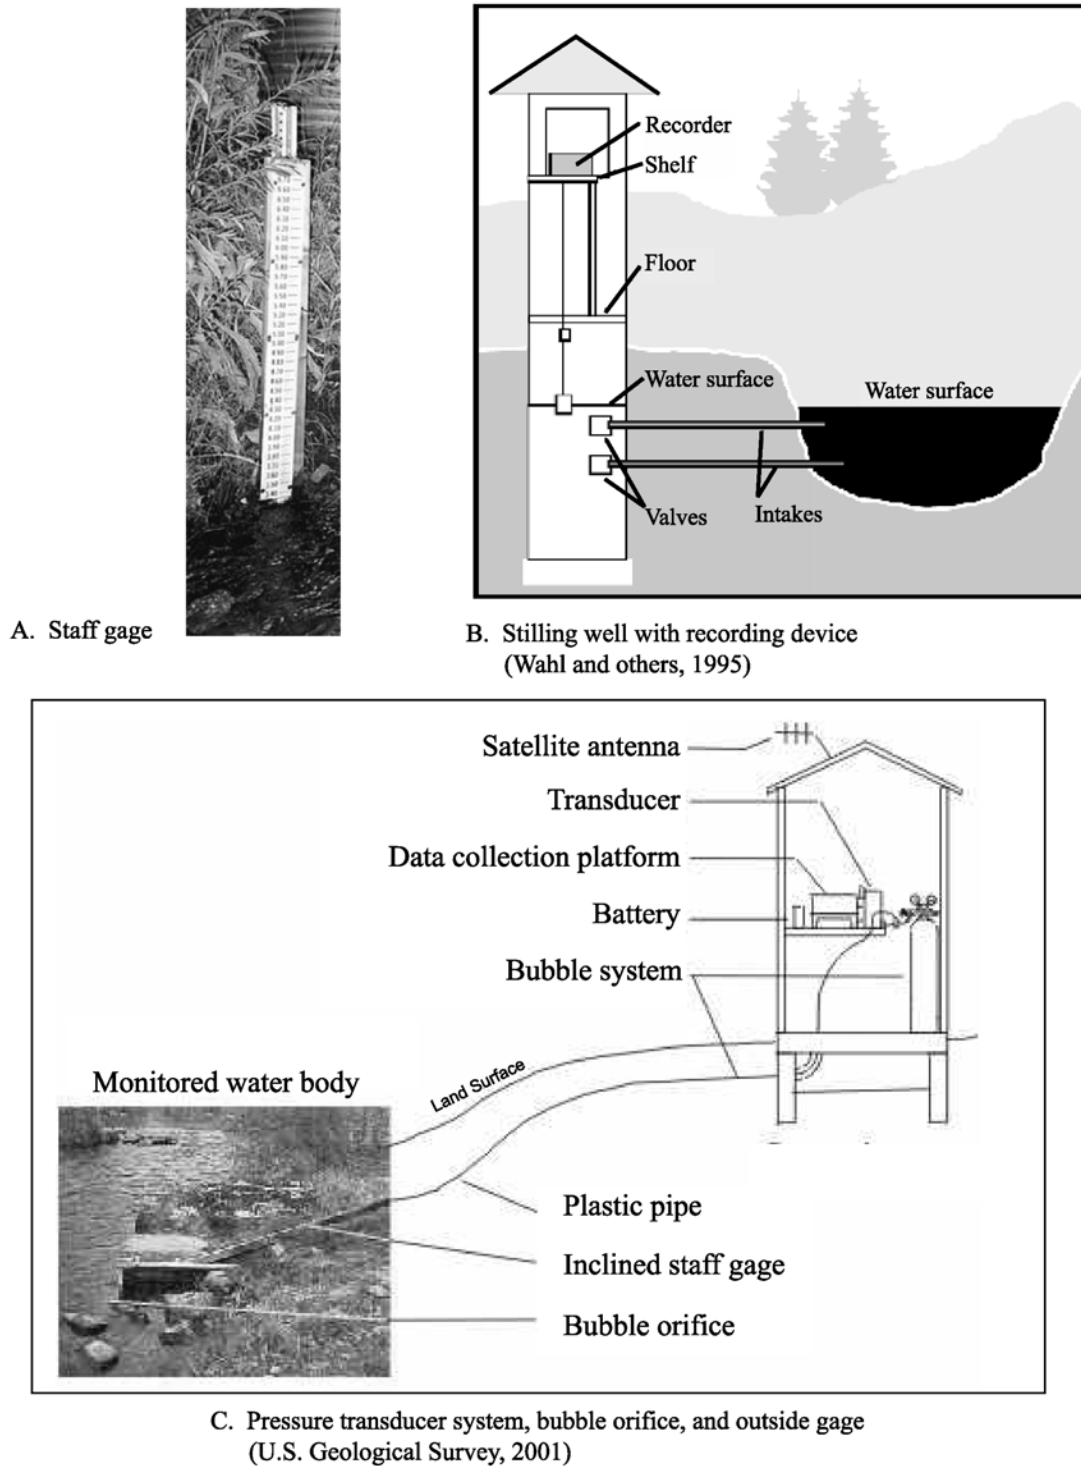 Recorder
Shelf
Floor
Water surface
Water surface
Valves
Intakes
A. Staff gage
B. Stilling well with recording device
(Wahl and others, 1995)
Satellite antenna
Transducer
Data collection platform
Battery
Bubble system
Land Surface
Monitored water body
Plastic pipe
Inclined staff gage
Bubble orifice
C. Pressure transducer system, bubble orifice, and outside gage
(U.S. Geological Survey, 2001)